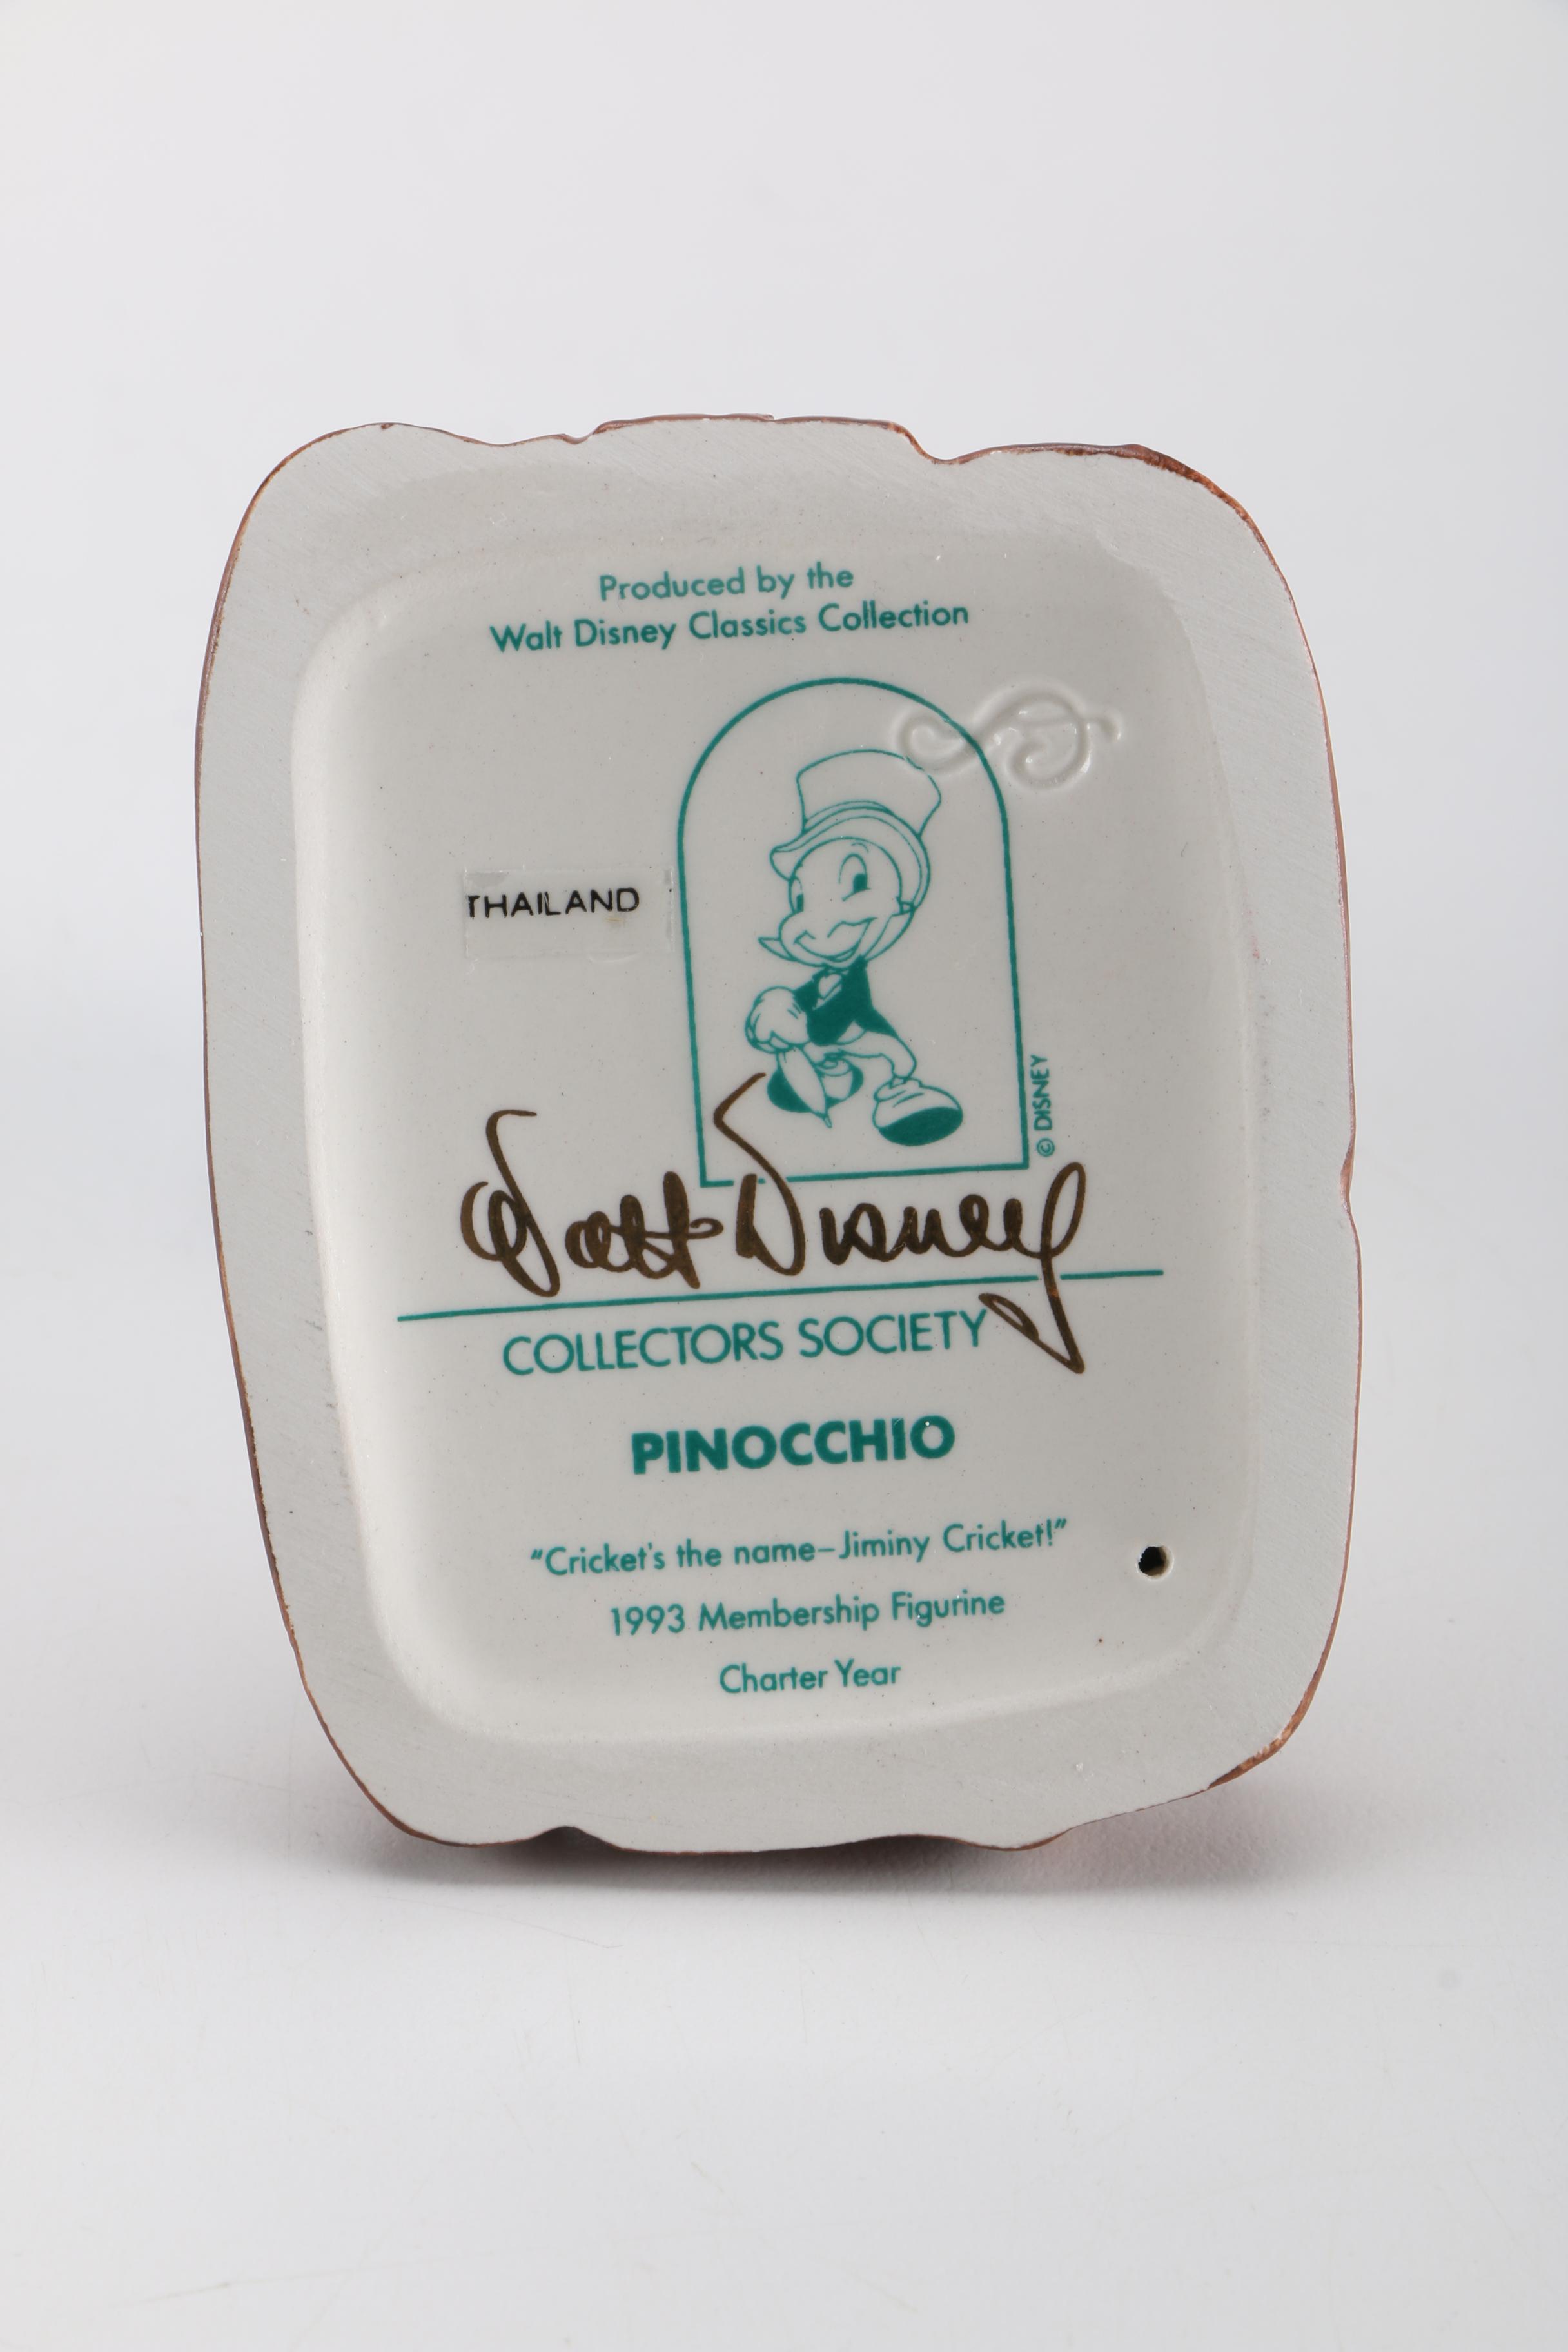 Produced by the
Walt Disney Classics Collection
THAILAND
© DISNEY
Walt Disney
COLLECTORS SOCIETY
PINOCCHIO
"Cricket's the name–Jiminy Cricket!"
1993 Membership Figurine
Charter Year